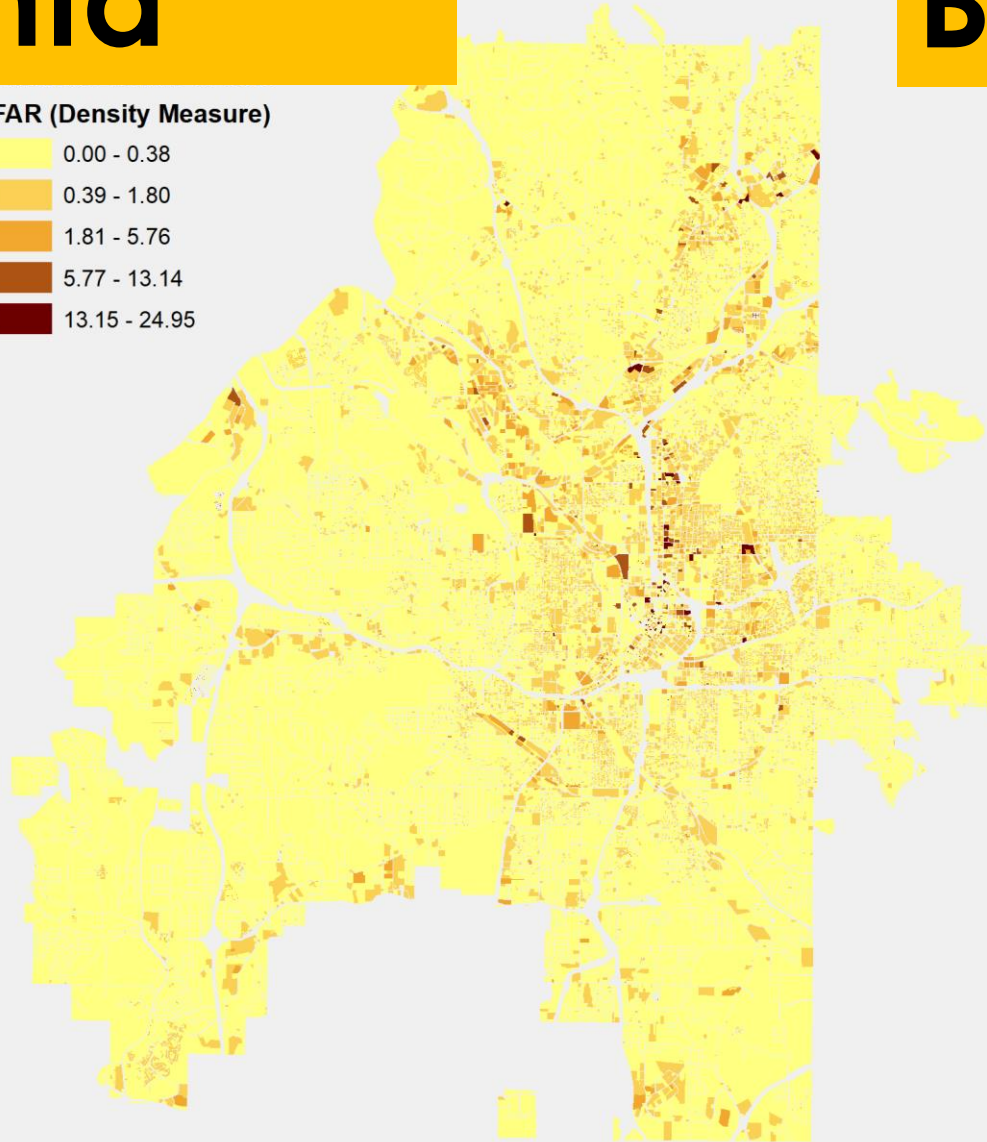 FAR (Density Measure)
0.00 - 0.38
0.39 - 1.80
1.81 - 5.76
5.77 - 13.14
13.15 - 24.95